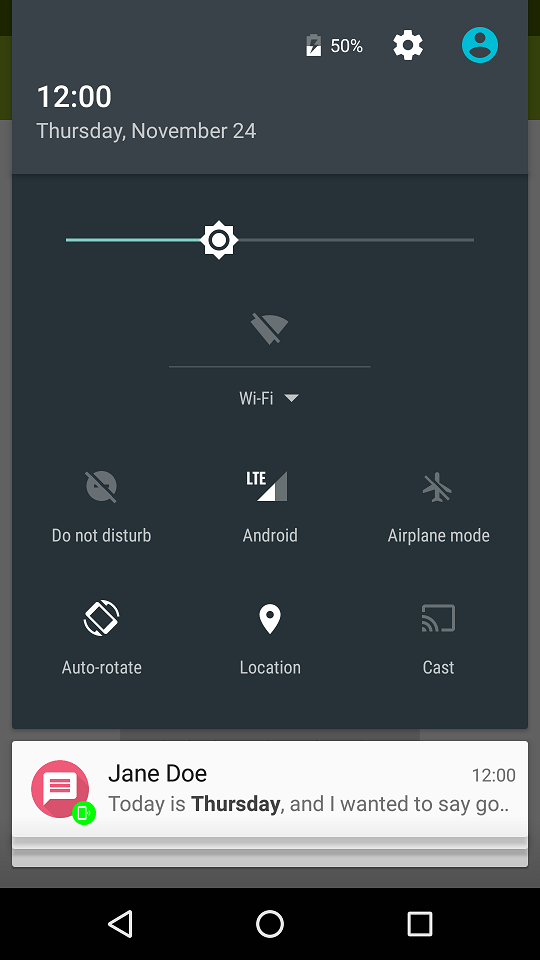 50%
12:00
Thursday, November 24
Wi-Fi
Do not disturb
LTE
Android
Airplane mode
Auto-rotate
Location
Cast
Jane Doe
12:00
Today is Thursday, and I wanted to say go..